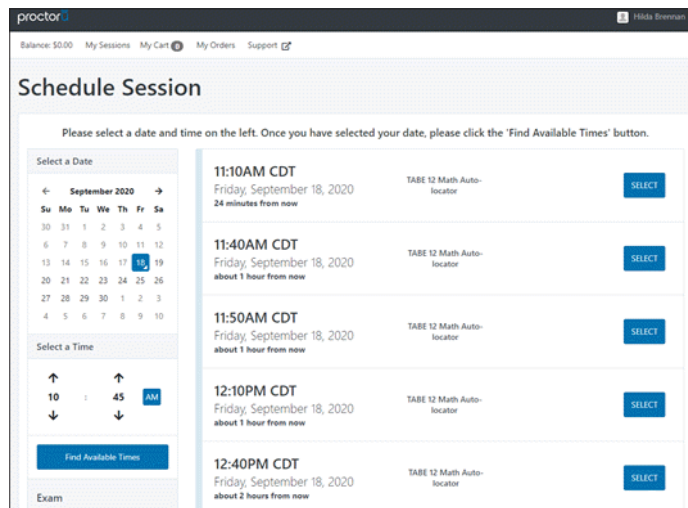 proctoru
Hilda Brennan
Balance: $0.00 My Sessions My Cart 0 My Orders Support
Schedule Session
Please select a date and time on the left. Once you have selected your date, please click the 'Find Available Times' button.
Select a Date
September 2020
Su Mo Tu We Th Fr Sa
30 31 1 2 3 4 5
6 7 8 9 10 11 12
13 14 15 16 17 18 19
20 21 22 23 24 25 26
27 28 29 30 1 2 3
4 5 6 7 8 9 10
Select a Time
10 : 45 AM
Find Available Times
Exam
11:10AM CDT
Friday, September 18, 2020
24 minutes from now
TABE 12 Math Auto-
locator
SELECT
11:40AM CDT
Friday, September 18, 2020
about 1 hour from now
TABE 12 Math Auto-
locator
SELECT
11:50AM CDT
Friday, September 18, 2020
about 1 hour from now
TABE 12 Math Auto-
locator
SELECT
12:10PM CDT
Friday, September 18, 2020
about 1 hour from now
TABE 12 Math Auto-
locator
SELECT
12:40PM CDT
Friday, September 18, 2020
about 2 hours from now
TABE 12 Math Auto-
locator
SELECT